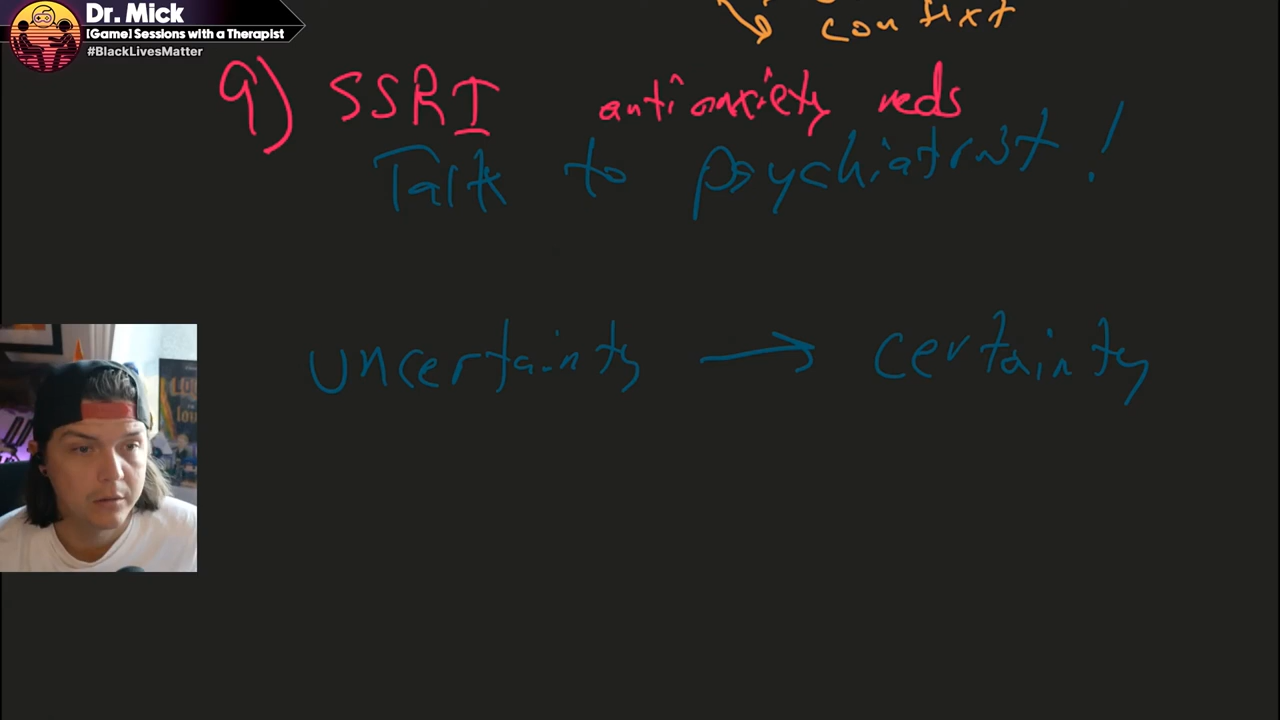 Dr. Mick
[Game] Sessions with a Therapist
#BlackLivesMatter
context
9) SSRI antianxiety meds
Talk to psychiatrist!
uncertainty → certainty